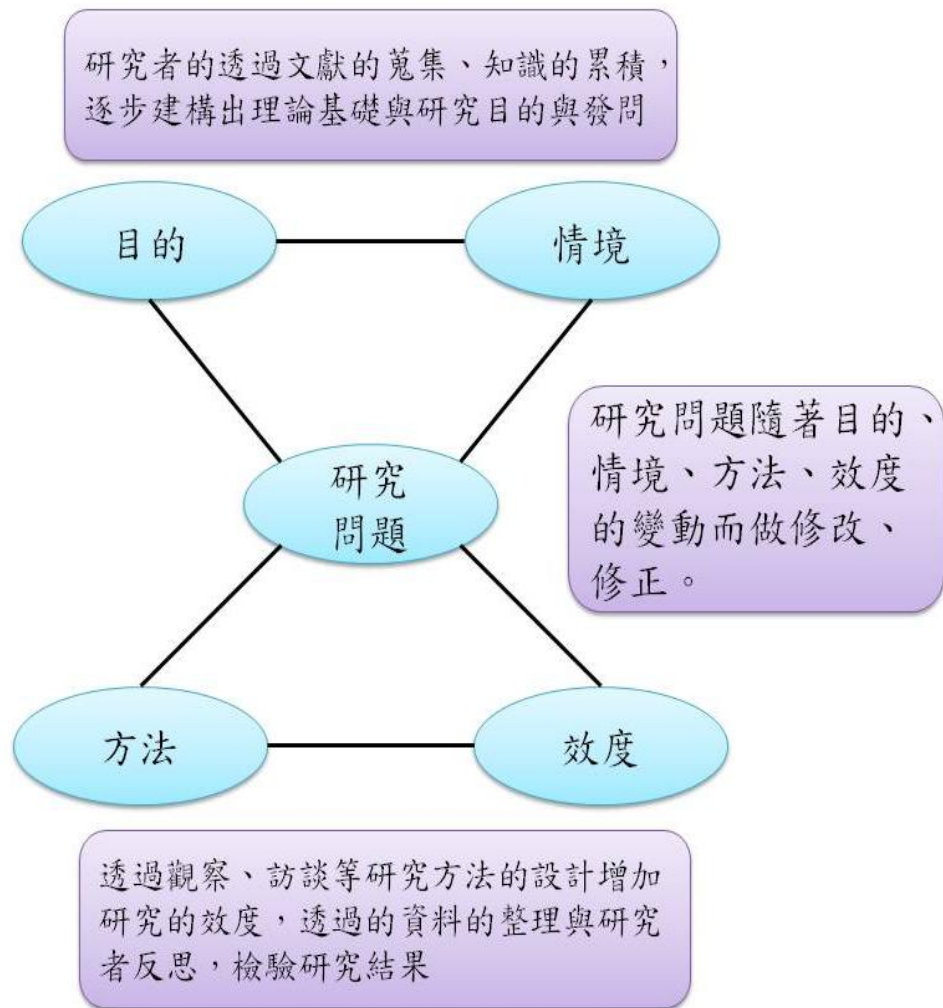 研究者的透過文獻的蒐集、知識的累積，
逐步建構出理論基礎與研究目的與發問
目的
情境
研究問題隨著目的、
情境、方法、效度
的變動而做修改、
修正。
研究
問題
方法
效度
透過觀察、訪談等研究方法的設計增加
研究的效度，透過的資料的整理與研究
者反思，檢驗研究結果